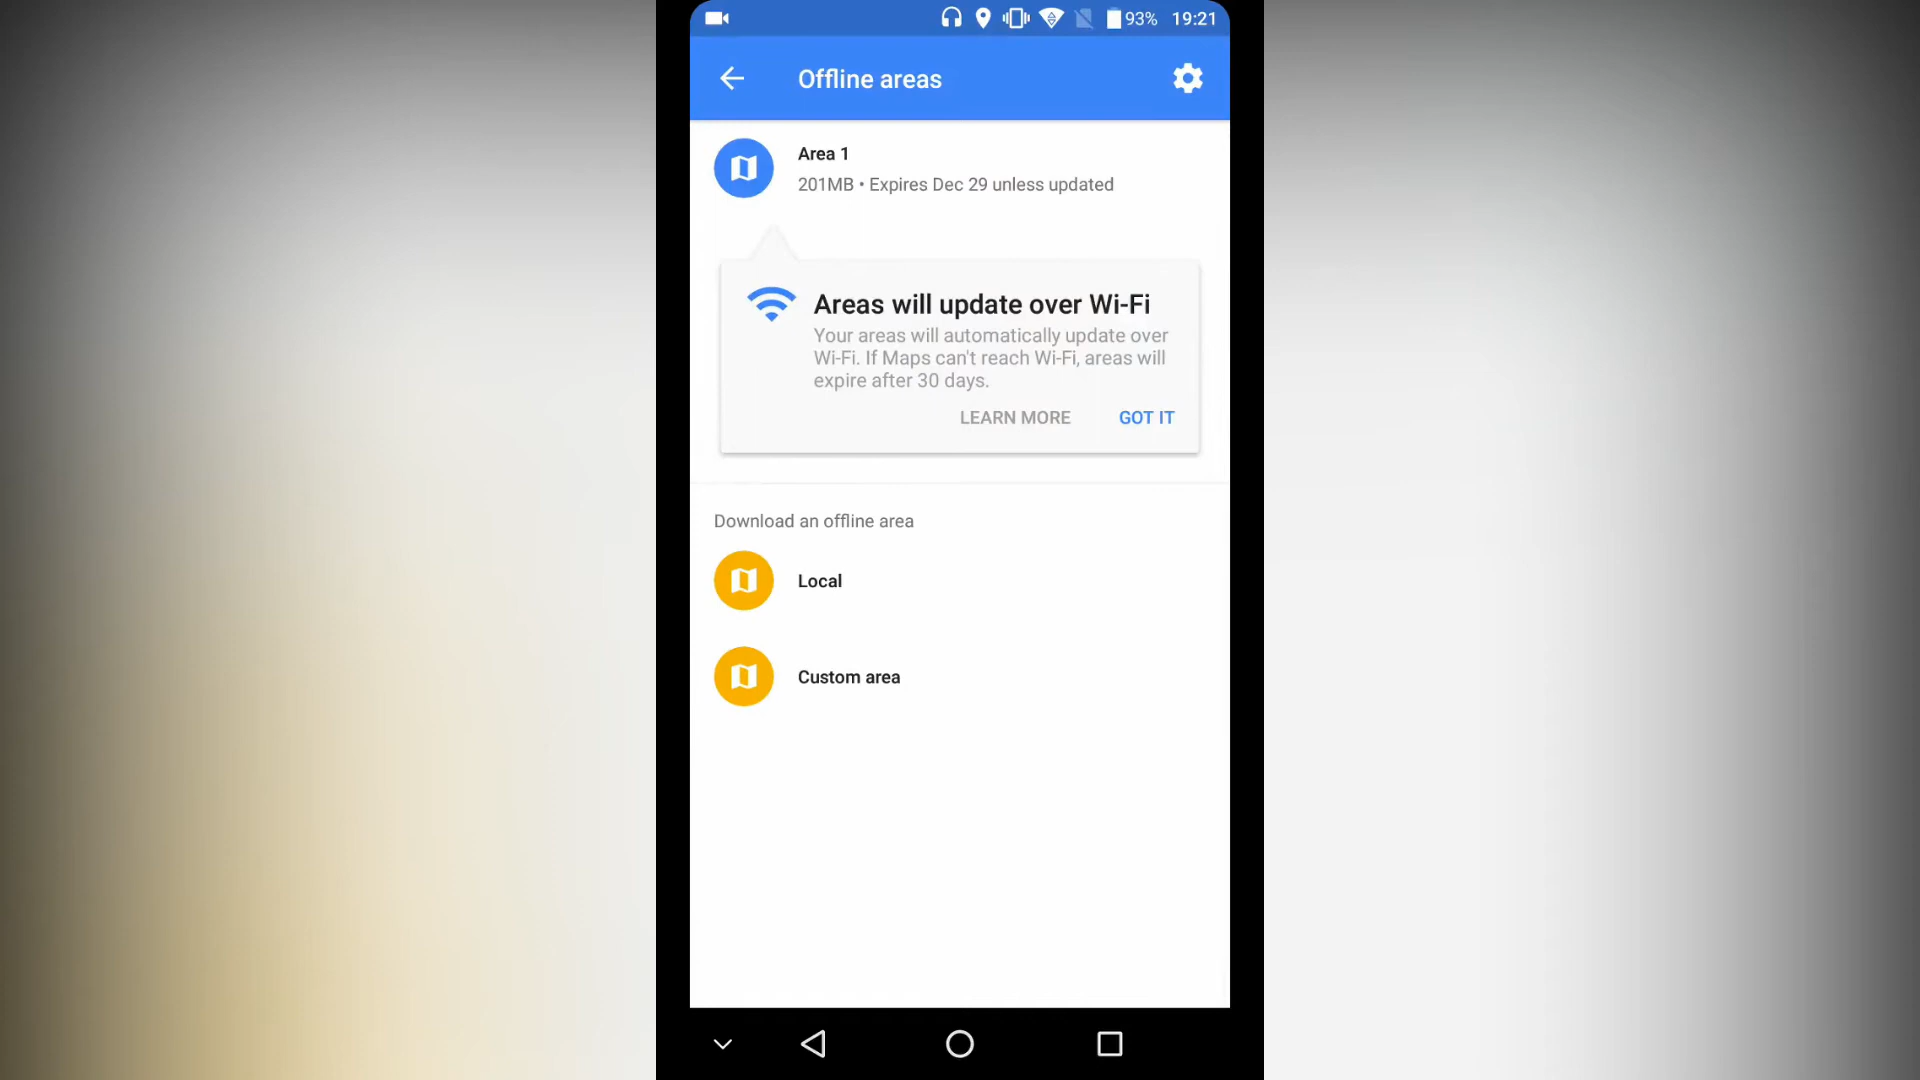 93% 19:21
Offline areas
Area 1
201MB • Expires Dec 29 unless updated
Areas will update over Wi-Fi
Your areas will automatically update over
Wi-Fi. If Maps can't reach Wi-Fi, areas will
expire after 30 days.
LEARN MORE GOT IT
Download an offline area
Local
Custom area